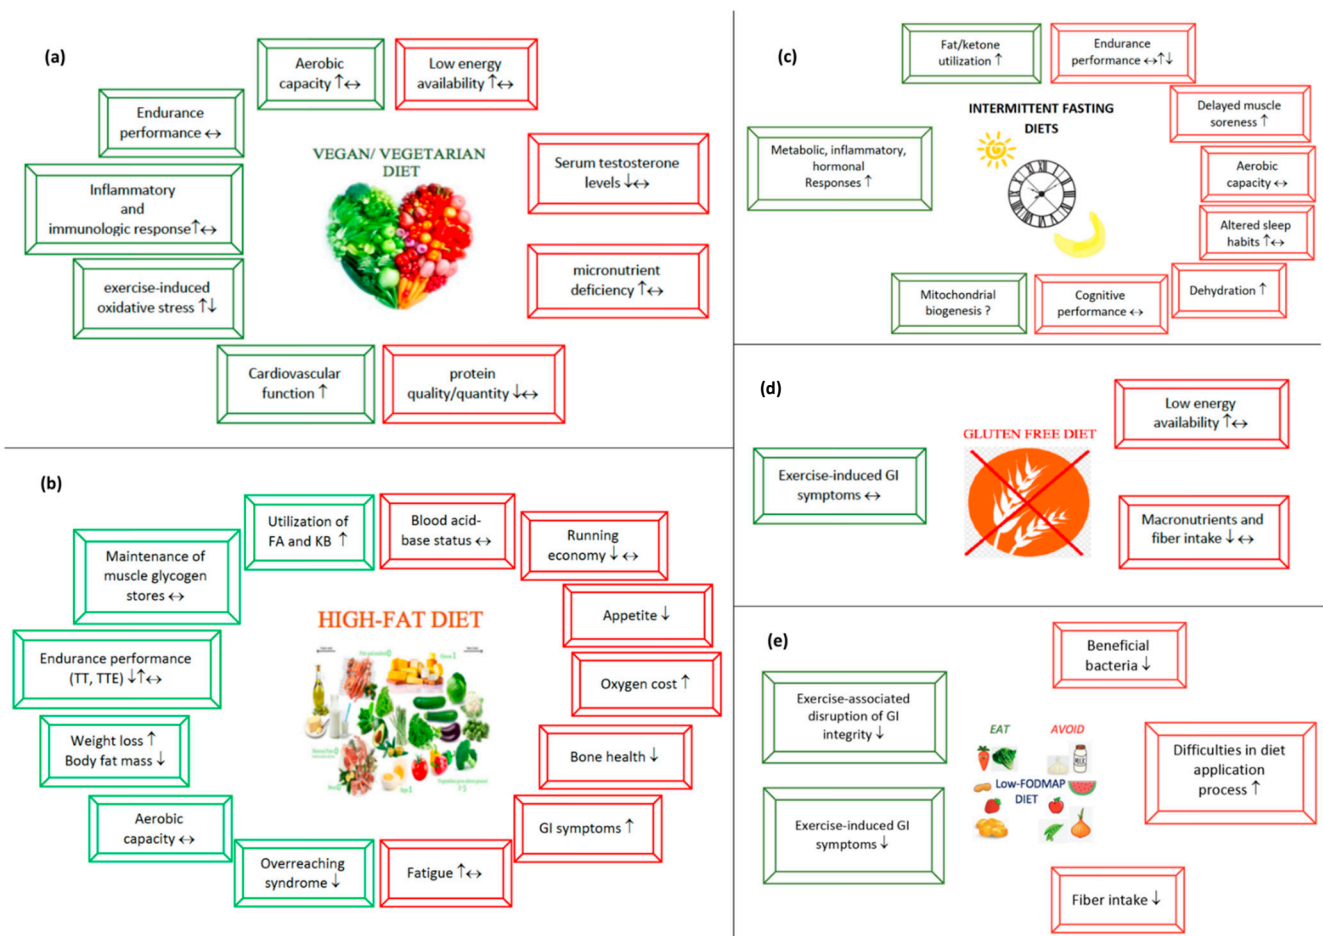 (a)
Aerobic
capacity ↑↔
Low energy
availability ↑↔
Endurance
performance ↔
VEGAN/ VEGETARIAN
DIET
Serum testosterone
levels ↓↔
Inflammatory
and
immunologic response↑↔
micronutrient
deficiency ↑↔
exercise-induced
oxidative stress ↑↓
Cardiovascular
function ↑
protein
quality/quantity ↓↔
(b)
Utilization of
FA and KB ↑
Blood acid-
base status ↔
Running
economy ↓ ↔
Maintenance of
muscle glycogen
stores ↔
Appetite ↓
HIGH-FAT DIET
Endurance performance
(TT, TTE) ↓↑↔
Oxygen cost ↑
Weight loss ↑
Body fat mass ↓
Bone health ↓
Aerobic
capacity ↔
GI symptoms ↑
Overreaching
syndrome ↓
Fatigue ↑↔
(c)
Fat/ketone
utilization ↑
Endurance
performance ↔↑↓
INTERMITTENT FASTING
DIETS
Delayed muscle
soreness ↑
Metabolic, inflammatory,
hormonal
Responses ↑
Aerobic
capacity ↔
Altered sleep
habits ↑↔
Mitochondrial
biogenesis ?
Cognitive
performance ↔
Dehydration ↑
(d)
Low energy
availability ↑↔
GLUTEN FREE DIET
Exercise-induced GI
symptoms ↔
Macronutrients and
fiber intake ↓ ↔
(e)
Beneficial
bacteria ↓
Exercise-associated
disruption of GI
integrity ↓
EAT
AVOID
MILK
Low-FODMAP
DIET
Difficulties in diet
application
process ↑
Exercise-induced GI
symptoms ↓
Fiber intake ↓